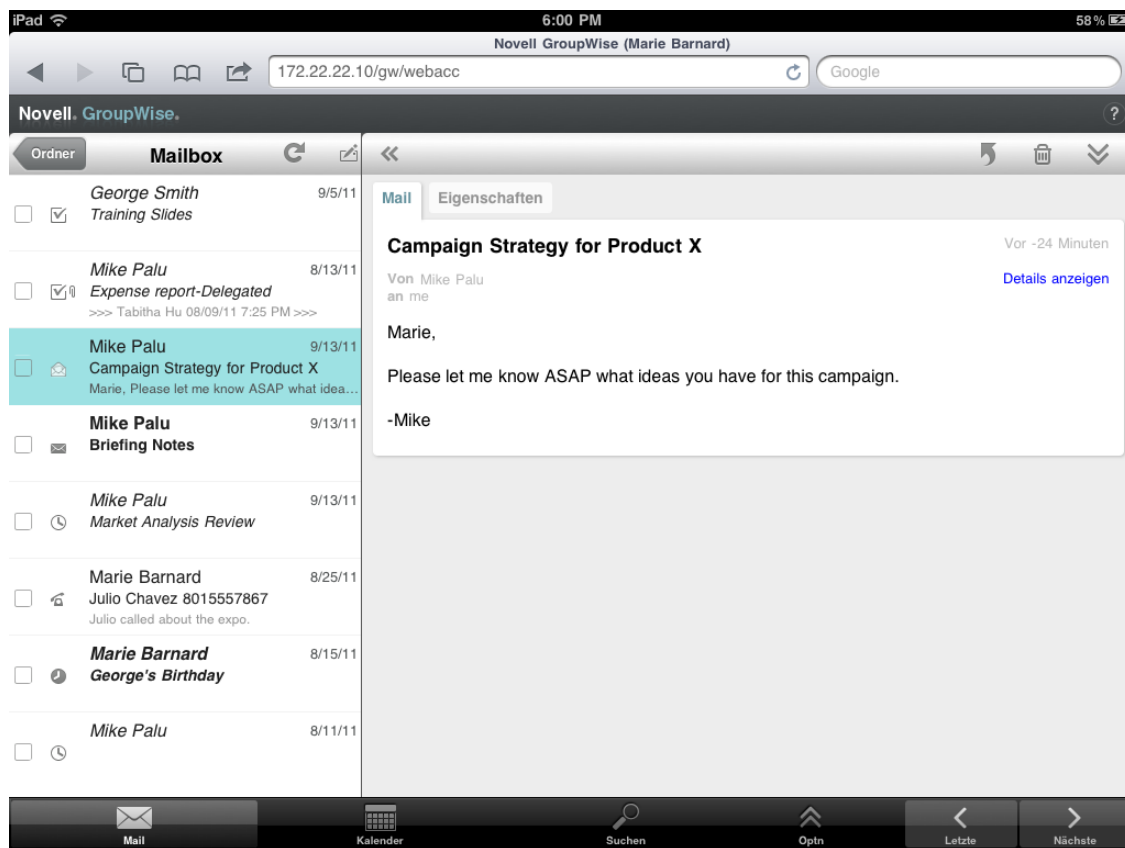 iPad 6:00 PM 58%
Novell GroupWise (Marie Barnard)
172.22.22.10/gw/webacc
Google
Novell. GroupWise. ?
Ordner Mailbox
George Smith 9/5/11
Training Slides
Mike Palu 8/13/11
Expense report-Delegated
>>> Tabitha Hu 08/09/11 7:25 PM >>>
Mike Palu 9/13/11
Campaign Strategy for Product X
Marie, Please let me know ASAP what idea...
Mike Palu 9/13/11
Briefing Notes
Mike Palu 9/13/11
Market Analysis Review
Marie Barnard 8/25/11
Julio Chavez 8015557867
Julio called about the expo.
Marie Barnard 8/15/11
George's Birthday
Mike Palu 8/11/11
Mail Eigenschaften
Campaign Strategy for Product X Vor -24 Minuten
Von Mike Palu Details anzeigen
an me
Marie,
Please let me know ASAP what ideas you have for this campaign.
-Mike
Mail Kalender Suchen Optn Letzte Nächste